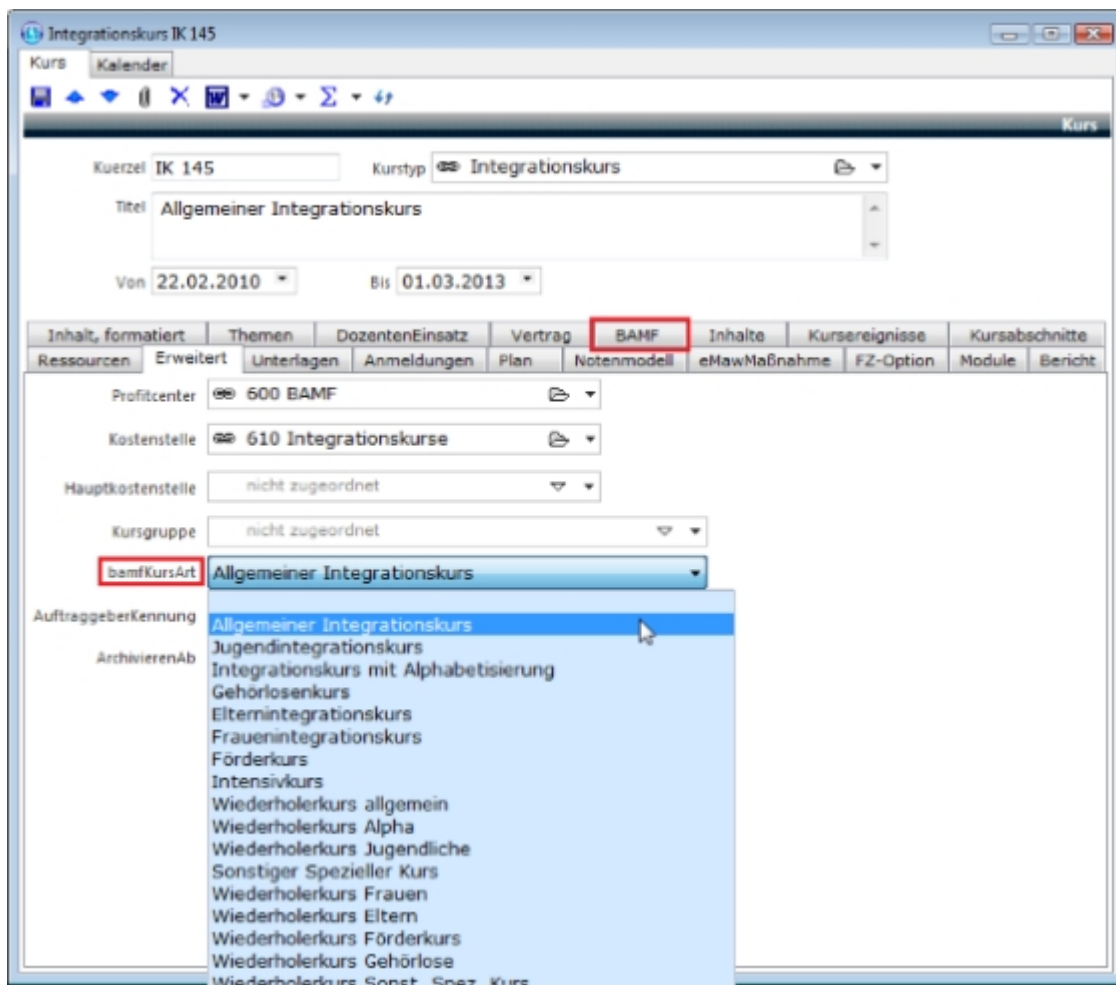 Integrationskurs IK 145
Kurs Kalender
Kurs
Kuerzel IK 145 Kurstyp Integrationskurs
Titel Allgemeiner Integrationskurs
Von 22.02.2010 Bis 01.03.2013
Inhalt, formatiert Themen DozentenEinsatz Vertrag BAMF Inhalte Kursereignisse Kursabschnitte
Ressourcen Erweitert Unterlagen Anmeldungen Plan Notenmodell eMawMaßnahme FZ-Option Module Bericht
Profitcenter 600 BAMF
Kostenstelle 610 Integrationskurse
Hauptkostenstelle nicht zugeordnet
Kursgruppe nicht zugeordnet
bamfKursArt Allgemeiner Integrationskurs
AuftraggeberKennung
Allgemeiner Integrationskurs
Jugendintegrationskurs
ArchivierenAb
Integrationskurs mit Alphabetisierung
Gehörlosenkurs
Elternintegrationskurs
Frauenintegrationskurs
Förderkurs
Intensivkurs
Wiederholerkurs allgemein
Wiederholerkurs Alpha
Wiederholerkurs Jugendliche
Sonstiger Spezieller Kurs
Wiederholerkurs Frauen
Wiederholerkurs Eltern
Wiederholerkurs Förderkurs
Wiederholerkurs Gehörlose
Wiederholerkurs Sonst. Spez. Kurs